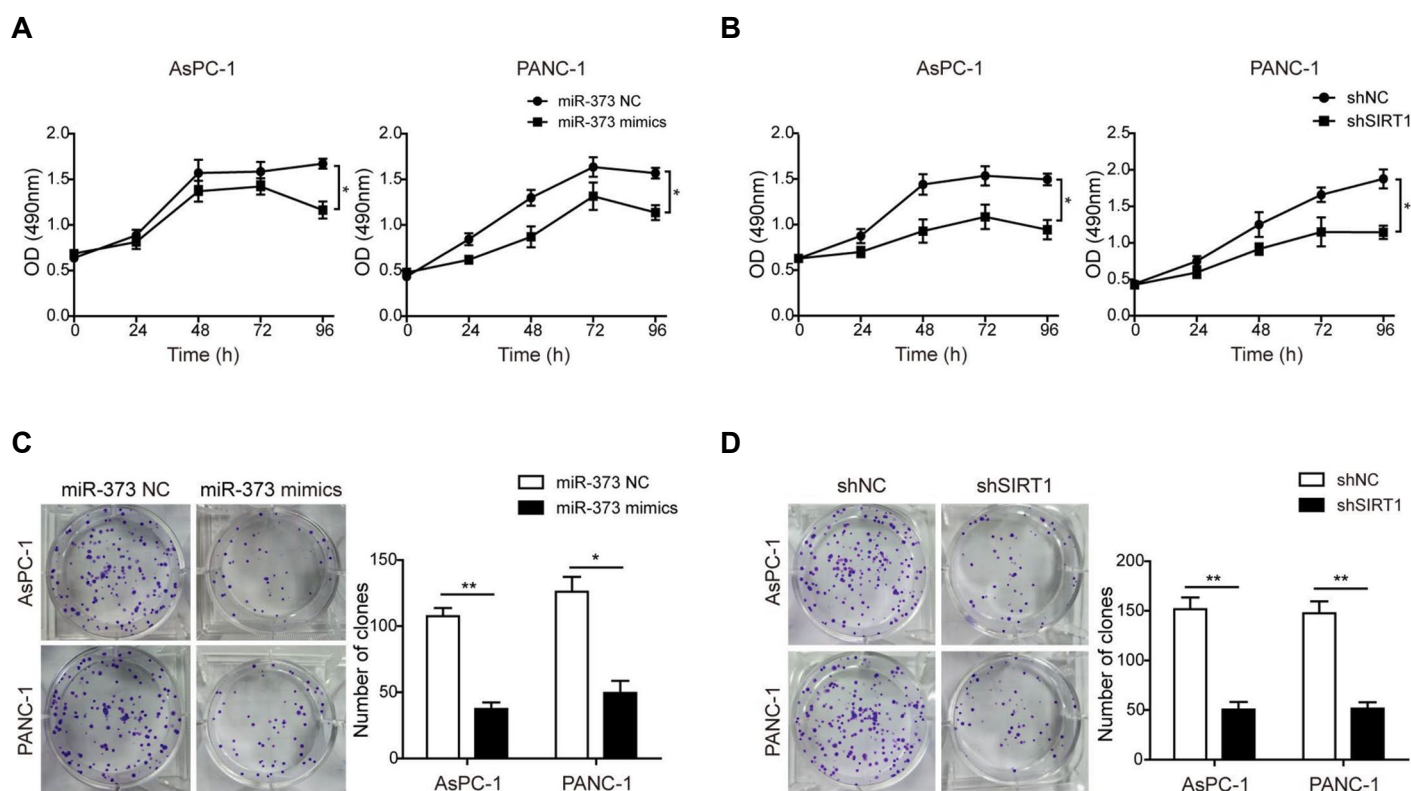 A
B
AsPC-1
PANC-1
miR-373 NC
miR-373 mimics
2.0
1.5
1.0
0.5
0.0
OD (490nm)
0 24 48 72 96
Time (h)
*
2.0
1.5
1.0
0.5
0.0
OD (490nm)
0 24 48 72 96
Time (h)
*
AsPC-1
PANC-1
shNC
shSIRT1
2.0
1.5
1.0
0.5
0.0
OD (490nm)
0 24 48 72 96
Time (h)
*
2.5
2.0
1.5
1.0
0.5
0.0
OD (490nm)
0 24 48 72 96
Time (h)
*
C
miR-373 NC miR-373 mimics
AsPC-1
PANC-1
miR-373 NC
miR-373 mimics
150
100
50
0
Number of clones
**
*
AsPC-1 PANC-1
D
shNC shSIRT1
AsPC-1
PANC-1
shNC
shSIRT1
200
150
100
50
0
Number of clones
**
**
AsPC-1 PANC-1